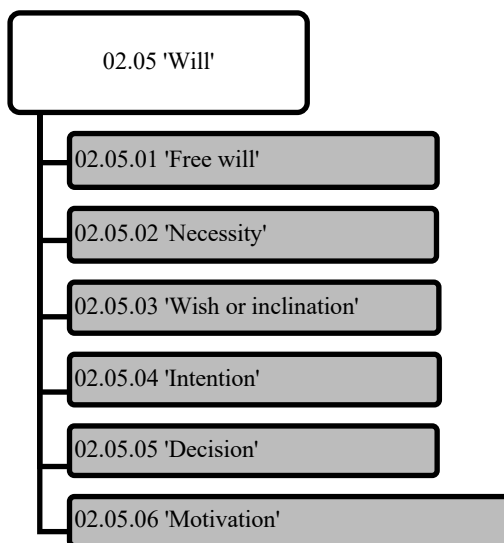 02.05 'Will'
02.05.01 'Free will'
02.05.02 'Necessity'
02.05.03 'Wish or inclination'
02.05.04 'Intention'
02.05.05 'Decision'
02.05.06 'Motivation'